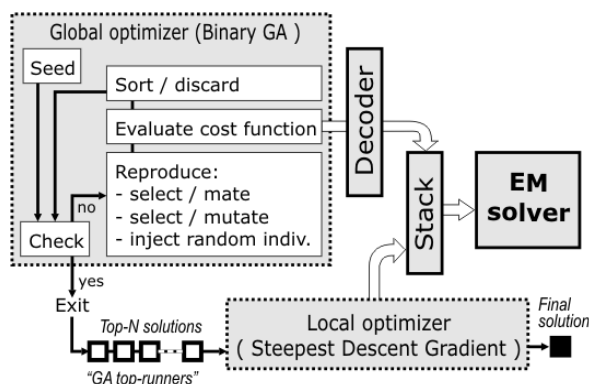 Global optimizer (Binary GA )
Seed
Sort / discard
Evaluate cost function
Reproduce:
- select / mate
- select / mutate
- inject random indiv.
no
Check
yes
Exit
Decoder
Stack
EM
solver
Top-N solutions
"GA top-runners"
Local optimizer
( Steepest Descent Gradient )
Final
solution